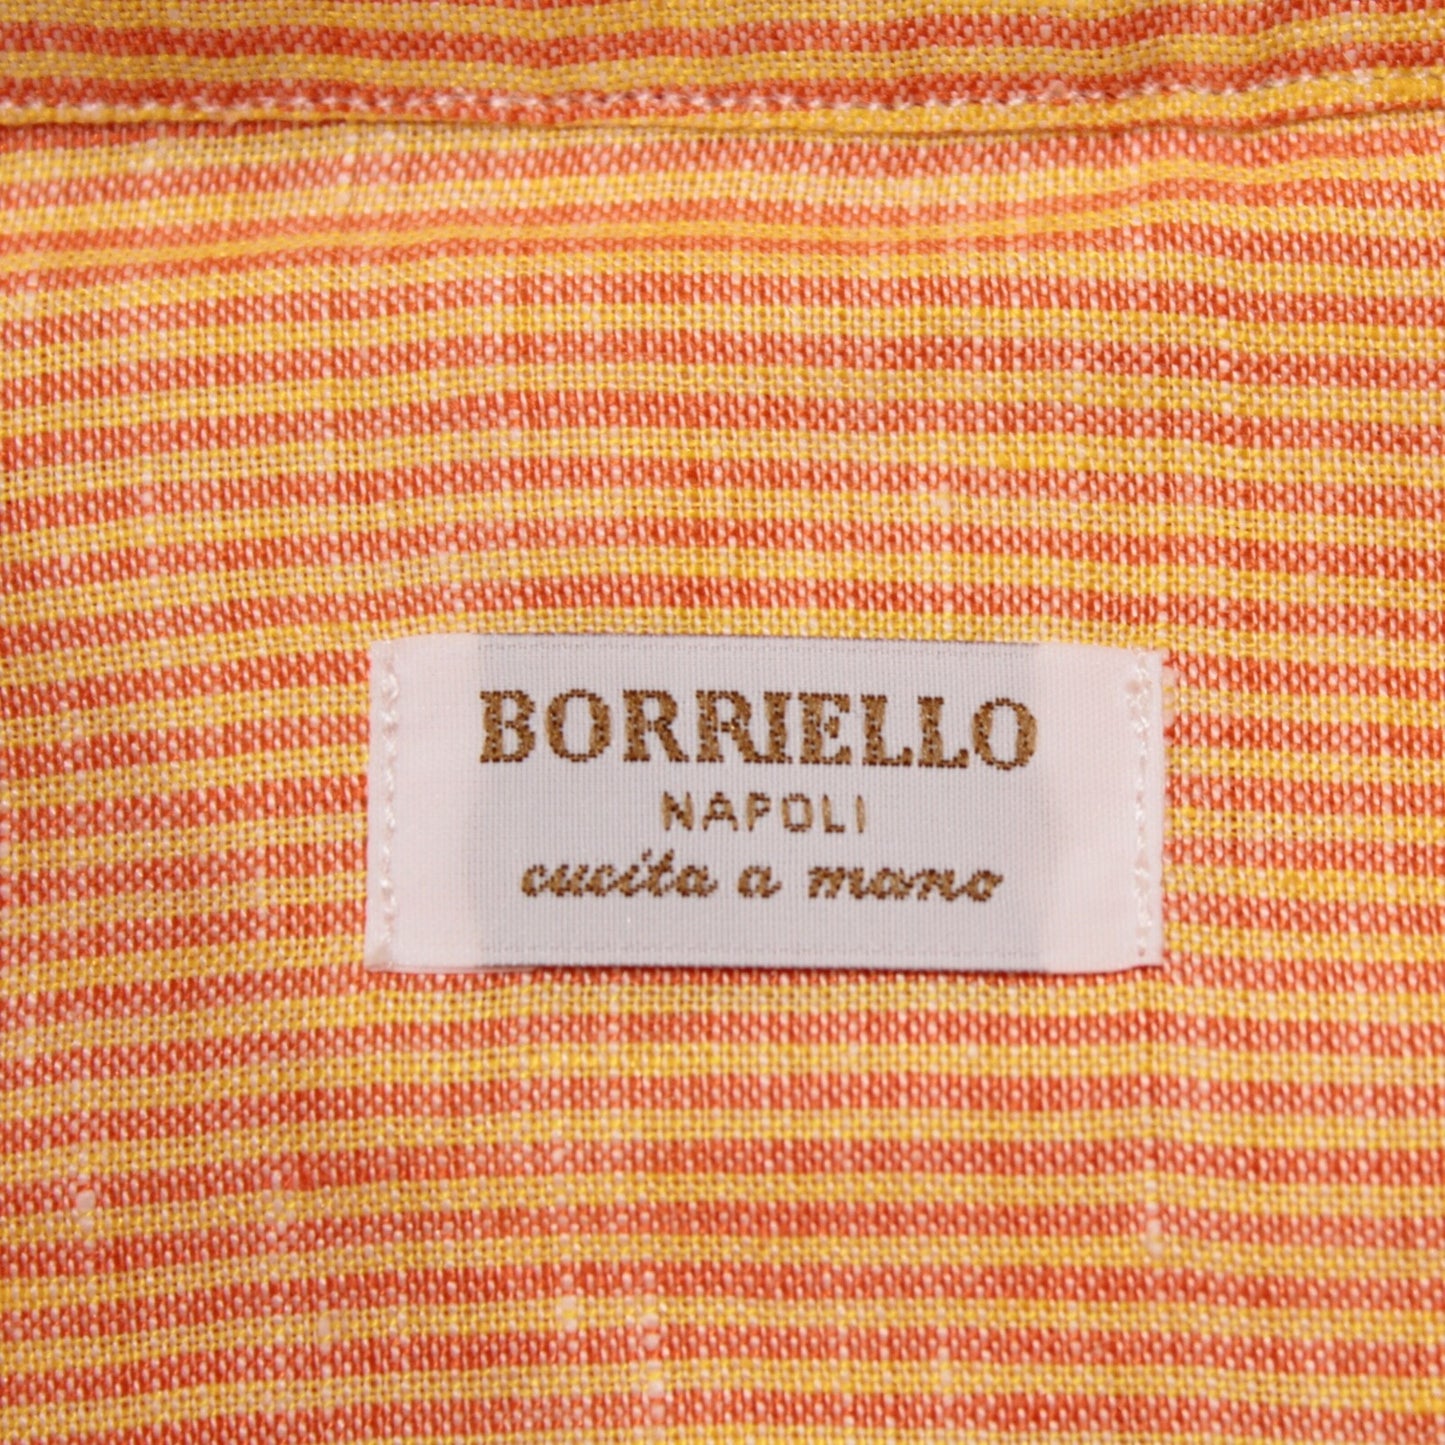 BORRIELLO
NAPOLI
cucita a mano